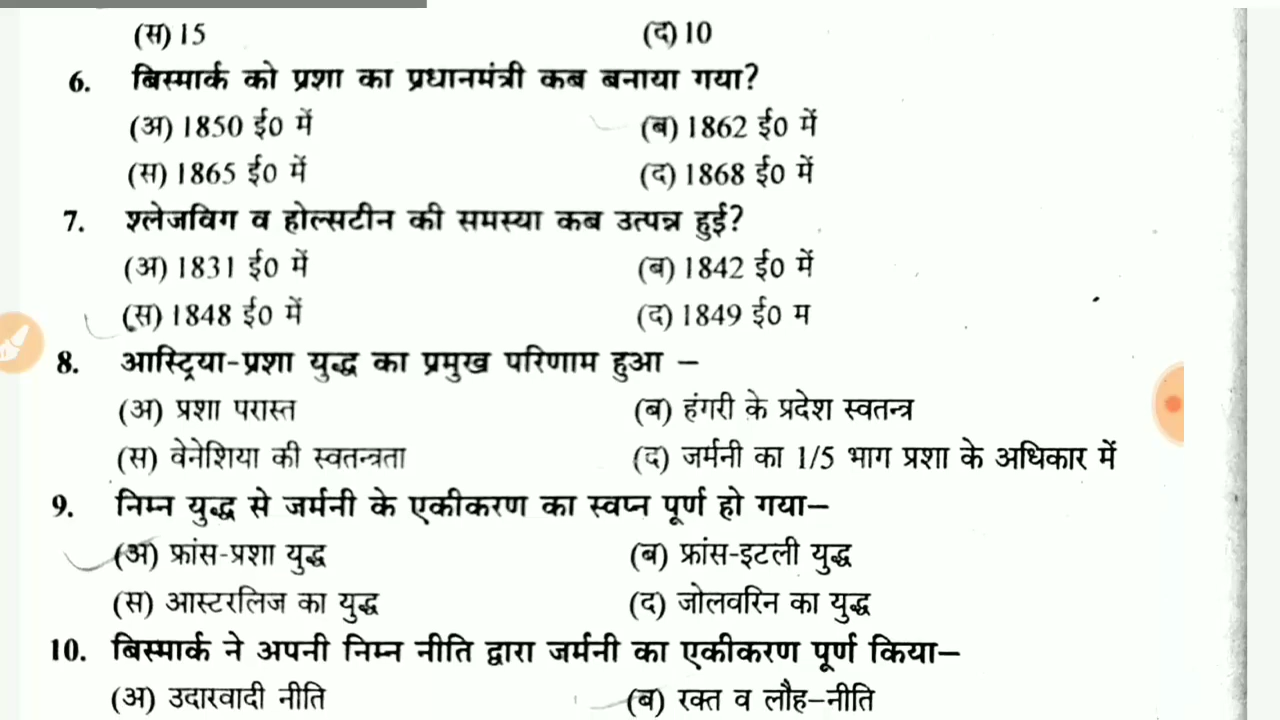 (स) 15 (द) 10
6. बिस्मार्क को प्रशा का प्रधानमंत्री कब बनाया गया?
(अ) 1850 ई0 में (ब) 1862 ई0 में
(स) 1865 ई0 में (द) 1868 ई0 में
7. श्लेजविग व होल्सटीन की समस्या कब उत्पन्न हुई?
(अ) 1831 ई0 में (ब) 1842 ई0 में
(स) 1848 ई0 में (द) 1849 ई0 म
8. आस्ट्रिया-प्रशा युद्ध का प्रमुख परिणाम हुआ –
(अ) प्रशा परास्त (ब) हंगरी के प्रदेश स्वतन्त्र
(स) वेनेशिया की स्वतन्त्रता (द) जर्मनी का 1/5 भाग प्रशा के अधिकार में
9. निम्न युद्ध से जर्मनी के एकीकरण का स्वप्न पूर्ण हो गया–
(अ) फ्रांस-प्रशा युद्ध (ब) फ्रांस-इटली युद्ध
(स) आस्टरलिज का युद्ध (द) जोलवरिन का युद्ध
10. बिस्मार्क ने अपनी निम्न नीति द्वारा जर्मनी का एकीकरण पूर्ण किया–
(अ) उदारवादी नीति (ब) रक्त व लौह-नीति